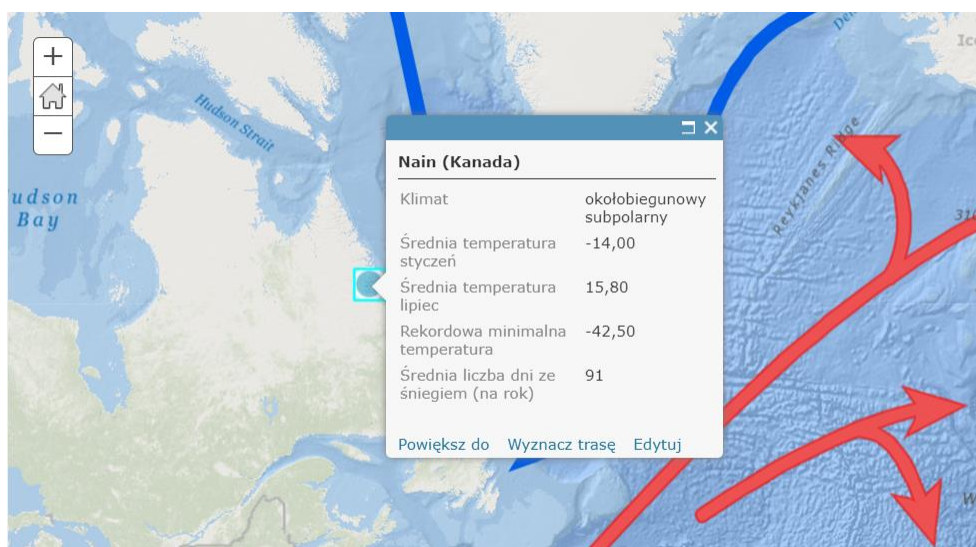 +
−
Hudson Strait
udson
Bay
Reykjanes Ridge
Nain (Kanada)
Klimat
okołobiegunowy
subpolarny
Średnia temperatura
styczeń
-14,00
Średnia temperatura
lipiec
15,80
Rekordowa minimalna
temperatura
-42,50
Średnia liczba dni ze
śniegiem (na rok)
91
Powiększ do Wyznacz trasę Edytuj